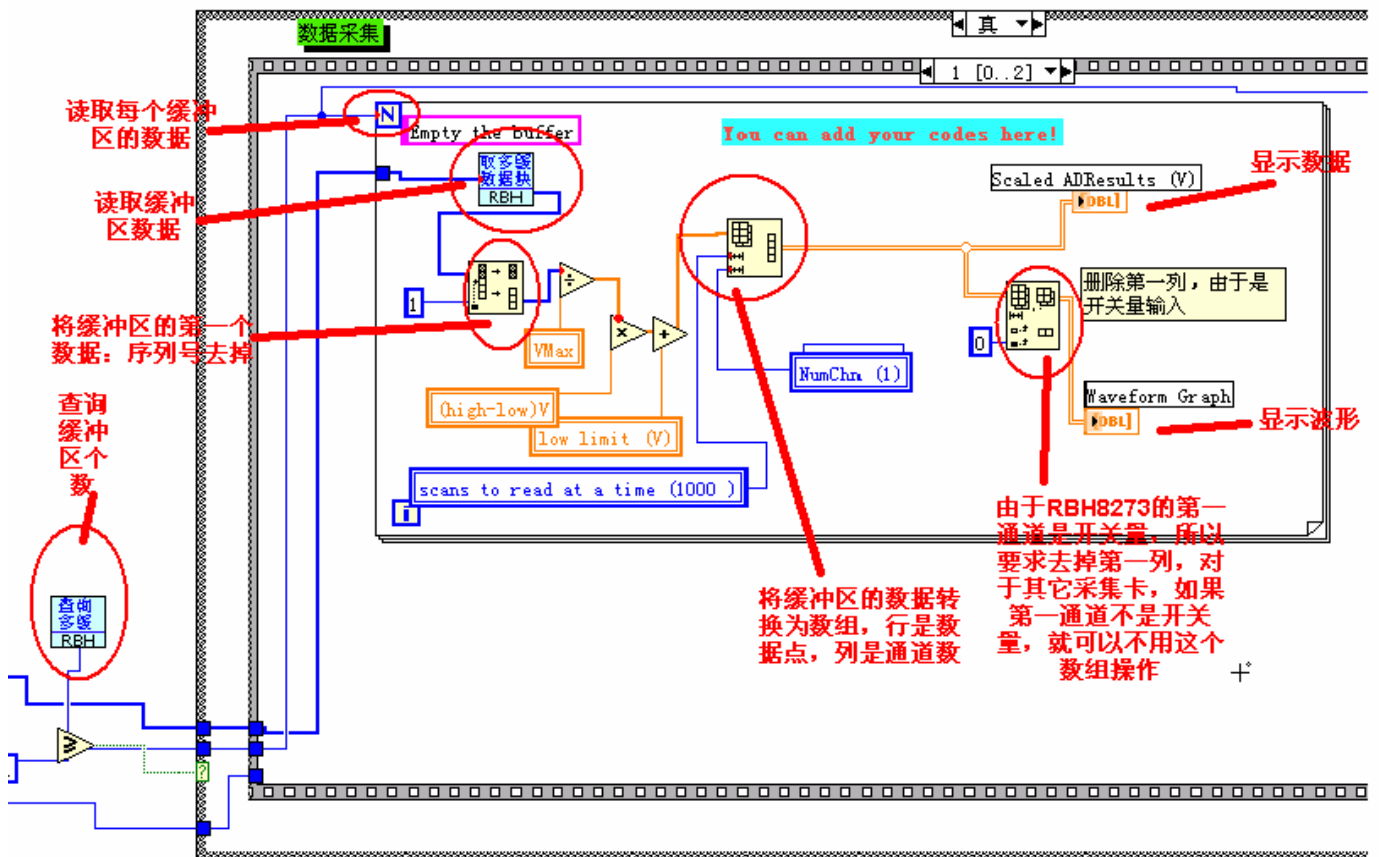 数据采集
真
1 [0..2]
读取每个缓冲
区的数据
N
Empty the buffer
You can add your codes here!
显示数据
取多缓
数据块
RBH
Scaled ADResults (V)
DBL]
读取缓冲
区数据
1
将缓冲区的第一个
数据：序列号去掉
÷
×
+
VMax
删除第一列，由于是
开关量输入
0
NumChn (1)
(high-low)V
low limit (V)
Waveform Graph
DBL]
显示波形
查询
缓冲
区个
数
scans to read at a time (1000 )
i
由于RBH8273的第一
通道是开关量，所以
要求去掉第一列，对
于其它采集卡，如果
第一通道不是开关
量，就可以不用这个
数组操作
将缓冲区的数据转
换为数组，行是数
据点，列是通道数
查询
多缓
RBH
?